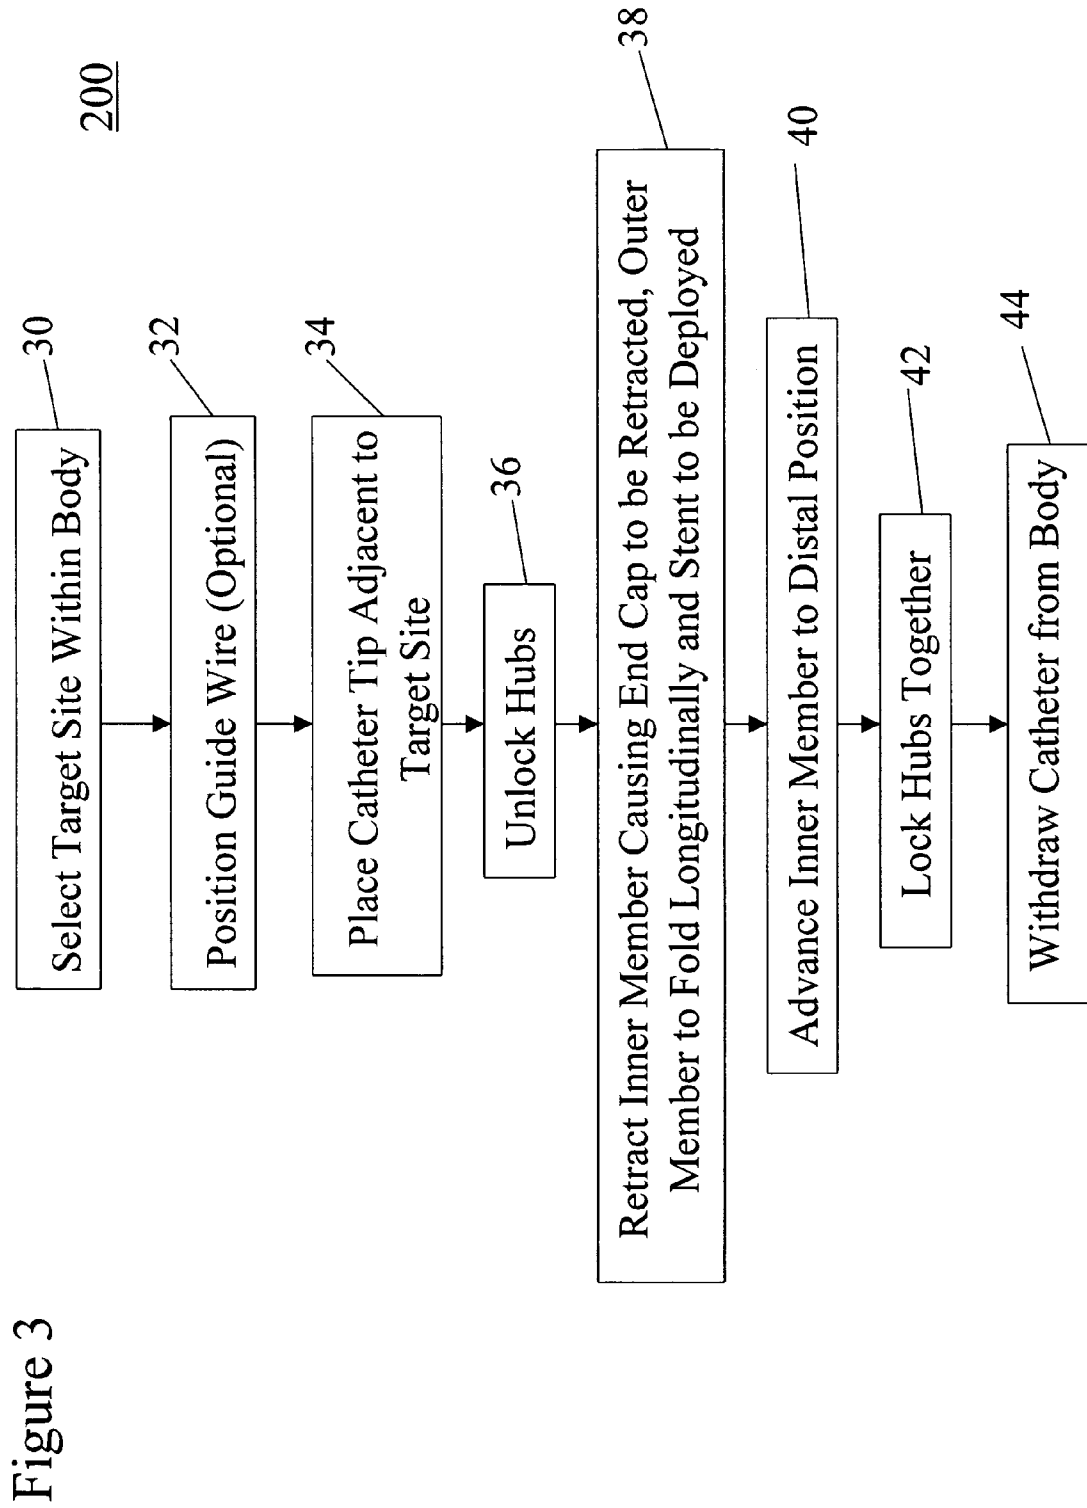 Figure 3
200
Select Target Site Within Body
30
Position Guide Wire (Optional)
32
Place Catheter Tip Adjacent to
Target Site
34
Unlock Hubs
36
Retract Inner Member Causing End Cap to be Retracted, Outer
Member to Fold Longitudinally and Stent to be Deployed
38
Advance Inner Member to Distal Position
40
Lock Hubs Together
42
Withdraw Catheter from Body
44